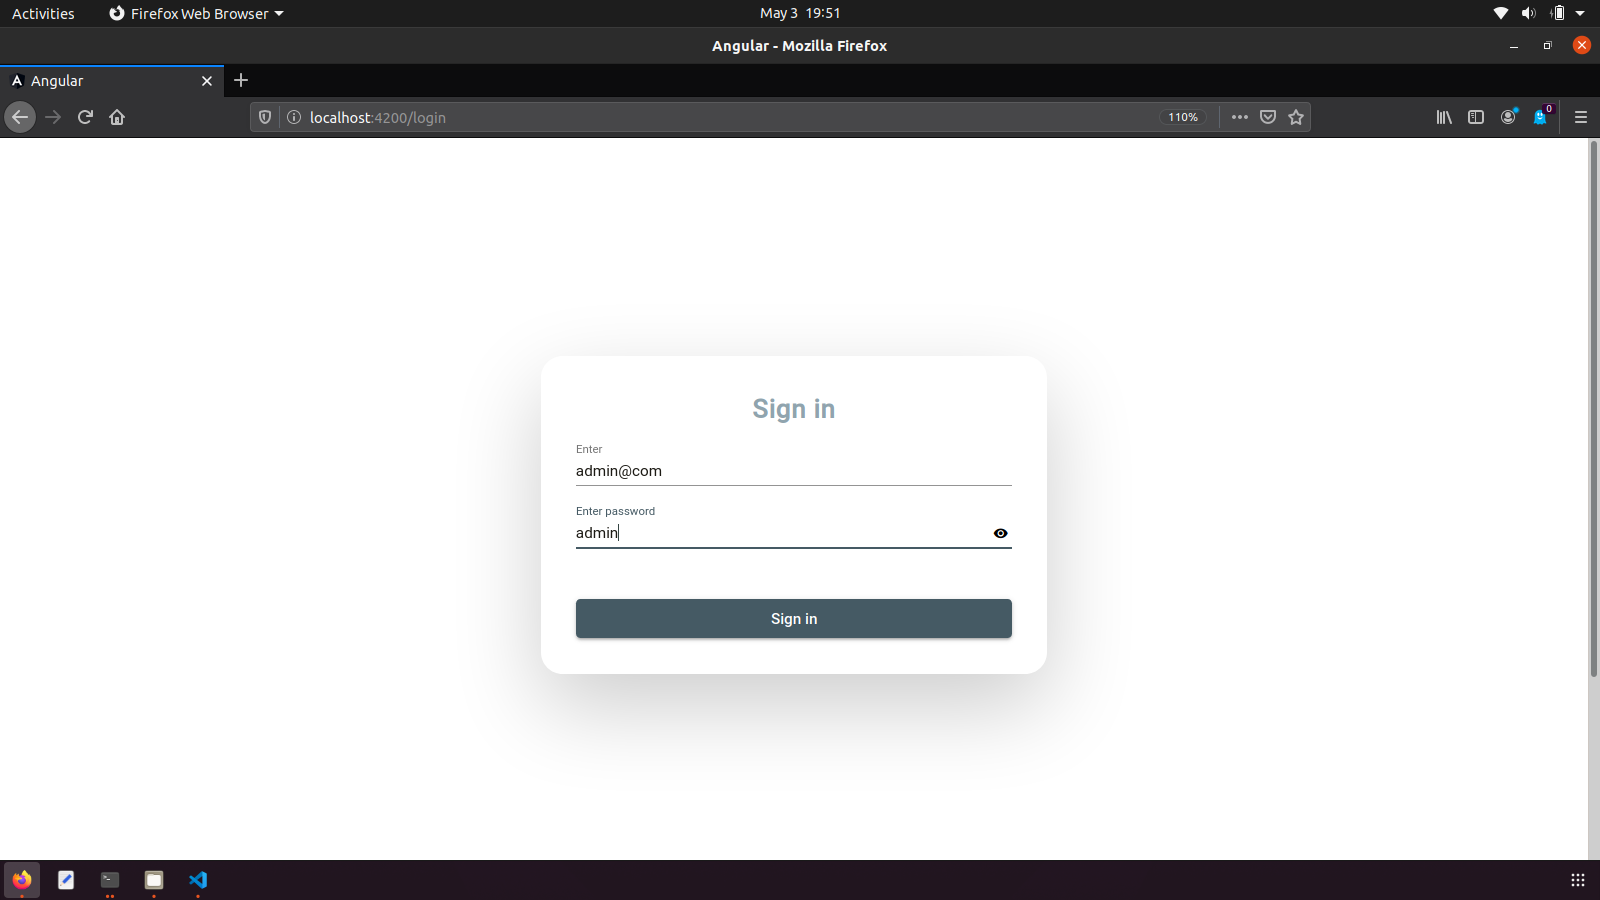 Activities Firefox Web Browser May 3 19:51
Angular - Mozilla Firefox
Angular
localhost:4200/login 110% 0
Sign in
Enter
admin@com
Enter password
admin
Sign in